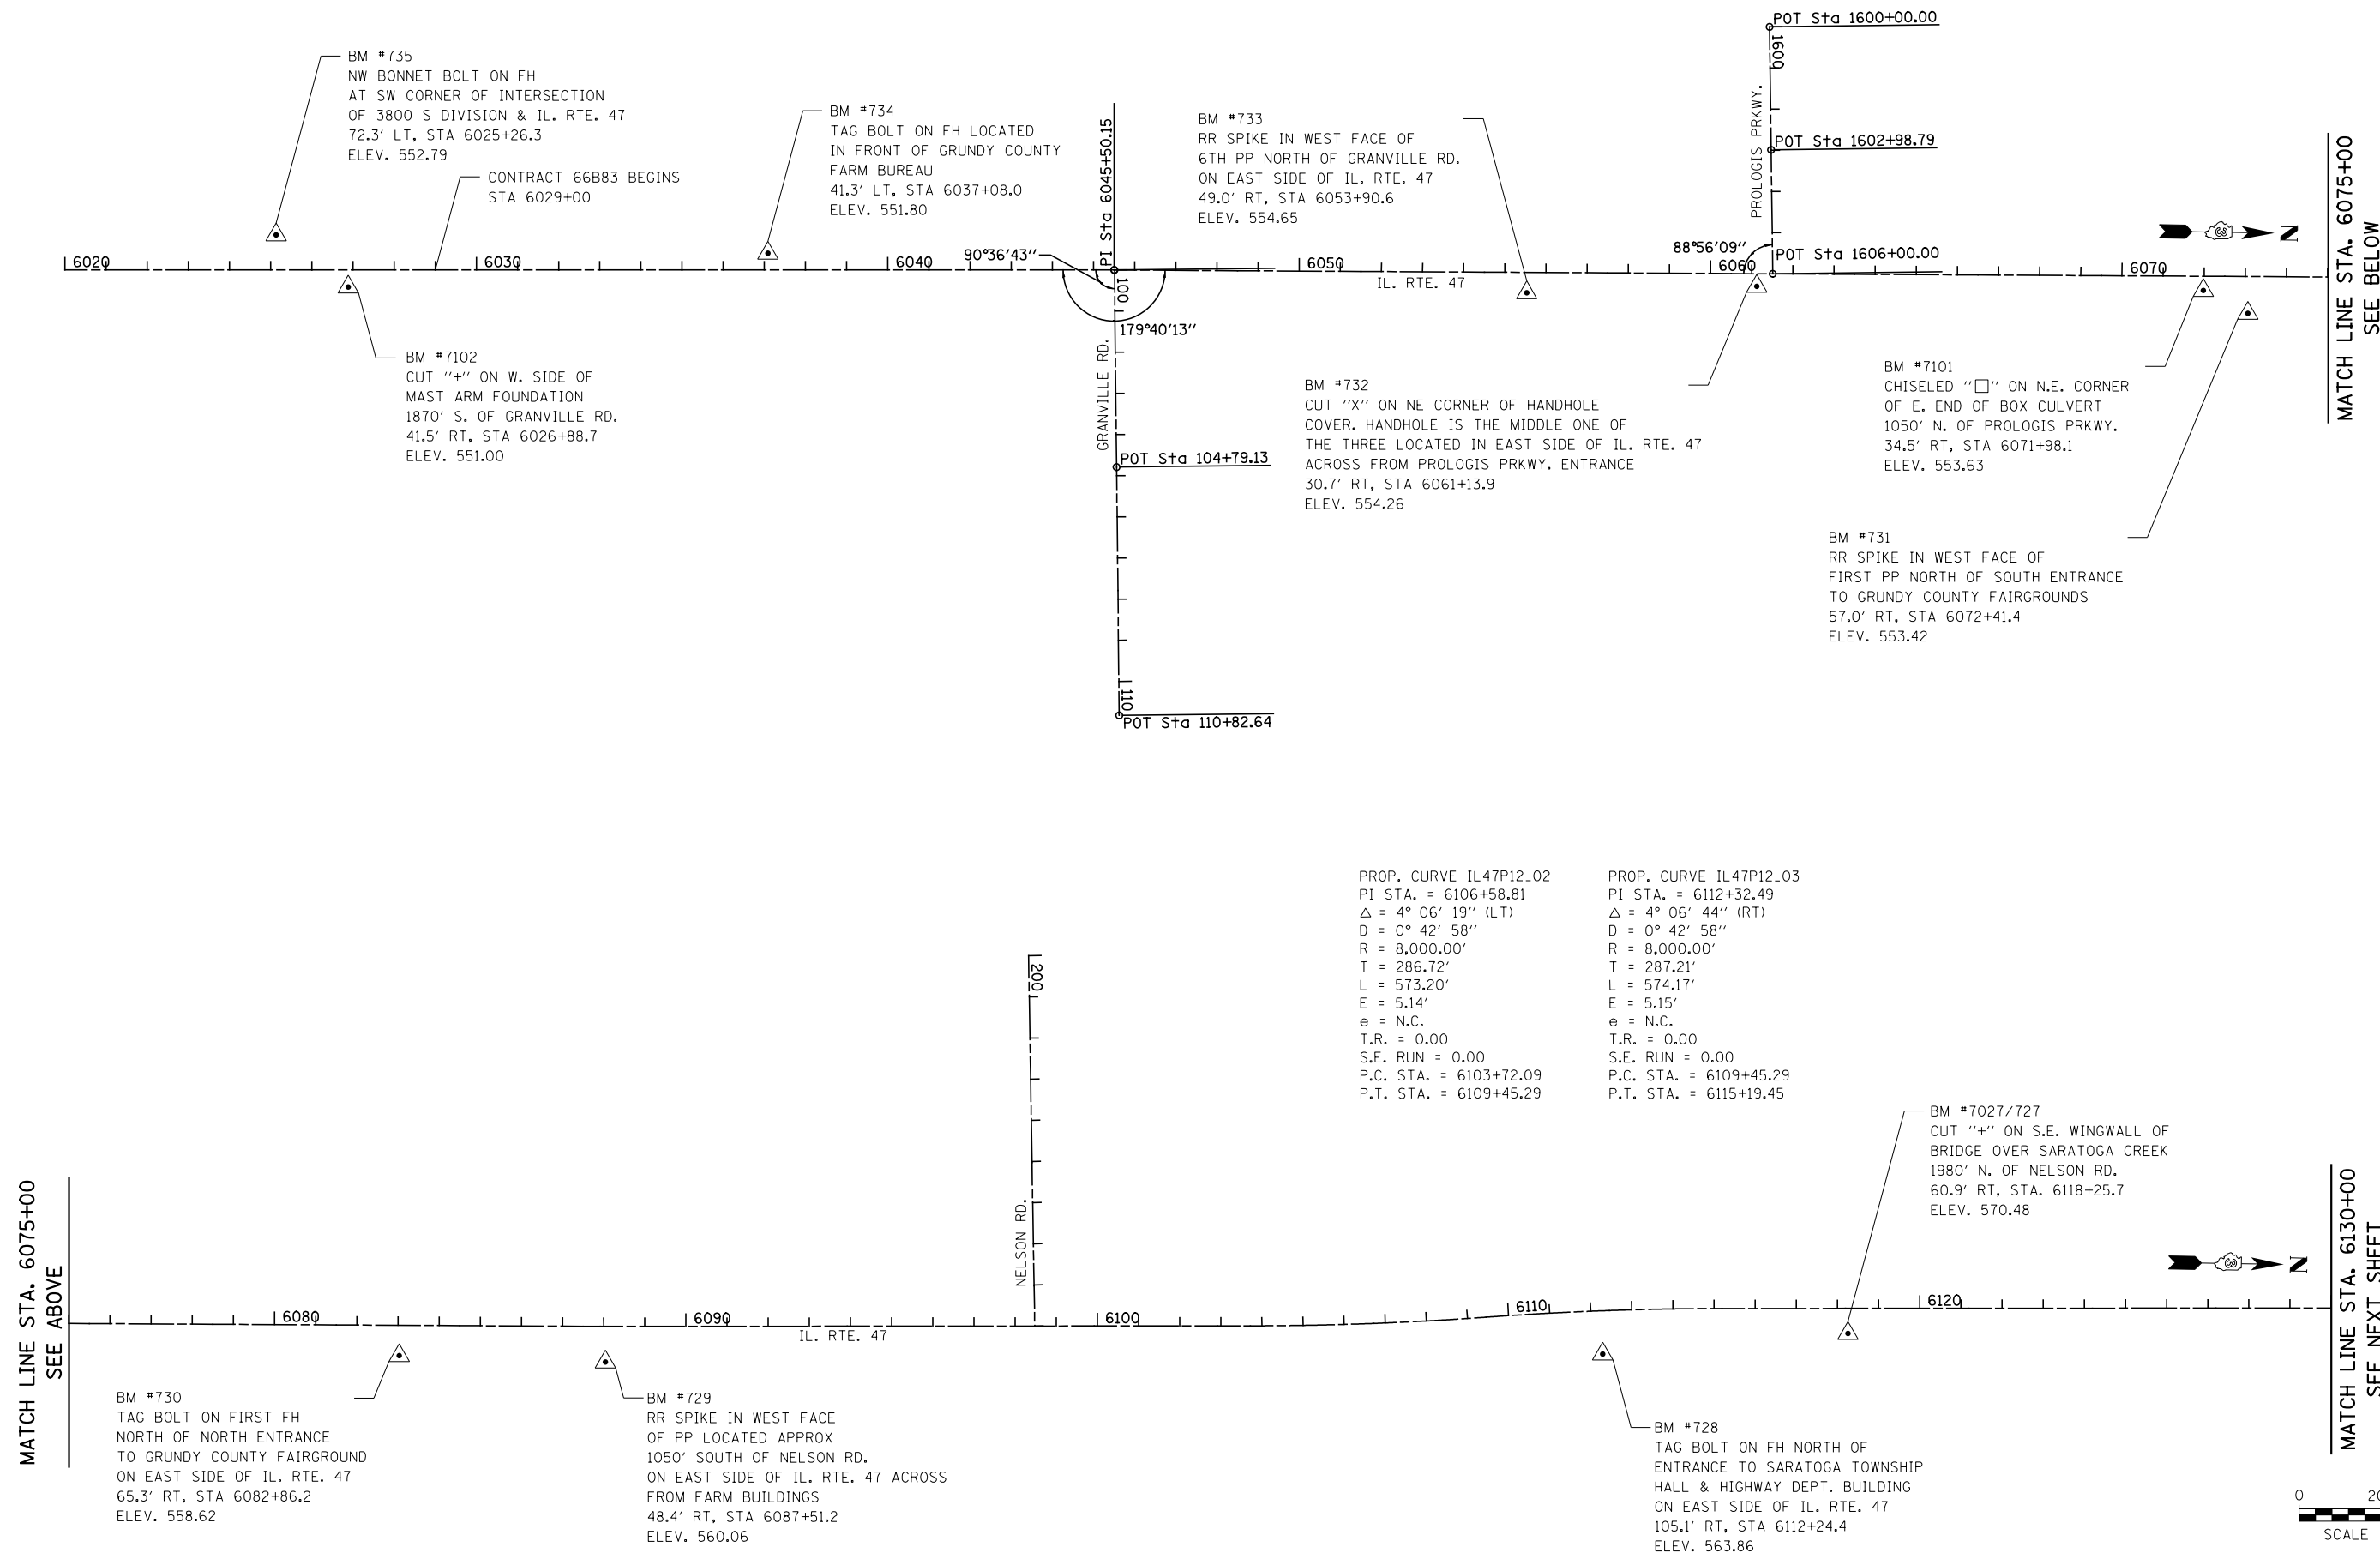 BM #735
NW BONNET BOLT ON FH
AT SW CORNER OF INTERSECTION
OF 3800 S DIVISION & IL. RTE. 47
72.3' LT, STA 6025+26.3
ELEV. 552.79
CONTRACT 66B83 BEGINS
STA 6029+00
BM #734
TAG BOLT ON FH LOCATED
IN FRONT OF GRUNDY COUNTY
FARM BUREAU
41.3' LT, STA 6037+08.0
ELEV. 551.80
PI Sta 6045+50.15
BM #733
RR SPIKE IN WEST FACE OF
6TH PP NORTH OF GRANVILLE RD.
ON EAST SIDE OF IL. RTE. 47
49.0' RT, STA 6053+90.6
ELEV. 554.65
POT Sta 1600+00.00
1600
PROLOGIS PRKWY.
POT Sta 1602+98.79
88°56'09"
POT Sta 1606+00.00
N
3
MATCH LINE STA. 6075+00
SEE BELOW
6020
6030
6040
90°36'43"
6050
IL. RTE. 47
6060
6070
100
179°40'13"
GRANVILLE RD.
POT Sta 104+79.13
110
POT Sta 110+82.64
BM #7102
CUT "+" ON W. SIDE OF
MAST ARM FOUNDATION
1870' S. OF GRANVILLE RD.
41.5' RT, STA 6026+88.7
ELEV. 551.00
BM #732
CUT "X" ON NE CORNER OF HANDHOLE
COVER. HANDHOLE IS THE MIDDLE ONE OF
THE THREE LOCATED IN EAST SIDE OF IL. RTE. 47
ACROSS FROM PROLOGIS PRKWY. ENTRANCE
30.7' RT, STA 6061+13.9
ELEV. 554.26
BM #7101
CHISELED "□" ON N.E. CORNER
OF E. END OF BOX CULVERT
1050' N. OF PROLOGIS PRKWY.
34.5' RT, STA 6071+98.1
ELEV. 553.63
BM #731
RR SPIKE IN WEST FACE OF
FIRST PP NORTH OF SOUTH ENTRANCE
TO GRUNDY COUNTY FAIRGROUNDS
57.0' RT, STA 6072+41.4
ELEV. 553.42
PROP. CURVE IL47P12_02
PI STA. = 6106+58.81
△ = 4° 06' 19" (LT)
D = 0° 42' 58"
R = 8,000.00'
T = 286.72'
L = 573.20'
E = 5.14'
e = N.C.
T.R. = 0.00
S.E. RUN = 0.00
P.C. STA. = 6103+72.09
P.T. STA. = 6109+45.29
PROP. CURVE IL47P12_03
PI STA. = 6112+32.49
△ = 4° 06' 44" (RT)
D = 0° 42' 58"
R = 8,000.00'
T = 287.21'
L = 574.17'
E = 5.15'
e = N.C.
T.R. = 0.00
S.E. RUN = 0.00
P.C. STA. = 6109+45.29
P.T. STA. = 6115+19.45
200
NELSON RD.
BM #7027/727
CUT "+" ON S.E. WINGWALL OF
BRIDGE OVER SARATOGA CREEK
1980' N. OF NELSON RD.
60.9' RT, STA. 6118+25.7
ELEV. 570.48
N
3
MATCH LINE STA. 6075+00
SEE ABOVE
6080
6090
IL. RTE. 47
6100
6110
6120
MATCH LINE STA. 6130+00
SEE NEXT SHEET
BM #730
TAG BOLT ON FIRST FH
NORTH OF NORTH ENTRANCE
TO GRUNDY COUNTY FAIRGROUND
ON EAST SIDE OF IL. RTE. 47
65.3' RT, STA 6082+86.2
ELEV. 558.62
BM #729
RR SPIKE IN WEST FACE
OF PP LOCATED APPROX
1050' SOUTH OF NELSON RD.
ON EAST SIDE OF IL. RTE. 47 ACROSS
FROM FARM BUILDINGS
48.4' RT, STA 6087+51.2
ELEV. 560.06
BM #728
TAG BOLT ON FH NORTH OF
ENTRANCE TO SARATOGA TOWNSHIP
HALL & HIGHWAY DEPT. BUILDING
ON EAST SIDE OF IL. RTE. 47
105.1' RT, STA 6112+24.4
ELEV. 563.86
0
SCALE